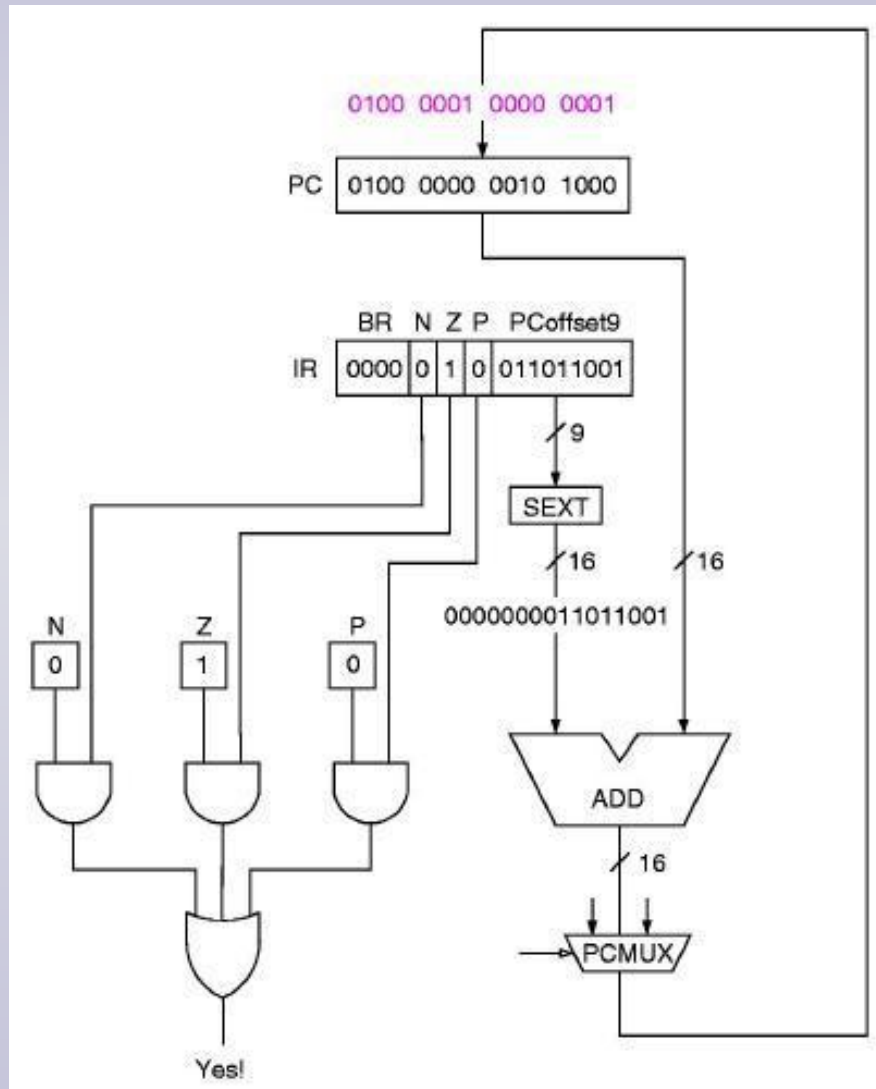 0100 0001 0000 0001
PC 0100 0000 0010 1000
BR N Z P PCoffset9
IR 0000 0 1 0 011011001
9
SEXT
16 16
0000000011011001
N Z P
0 1 0
ADD
16
PCMUX
Yes!